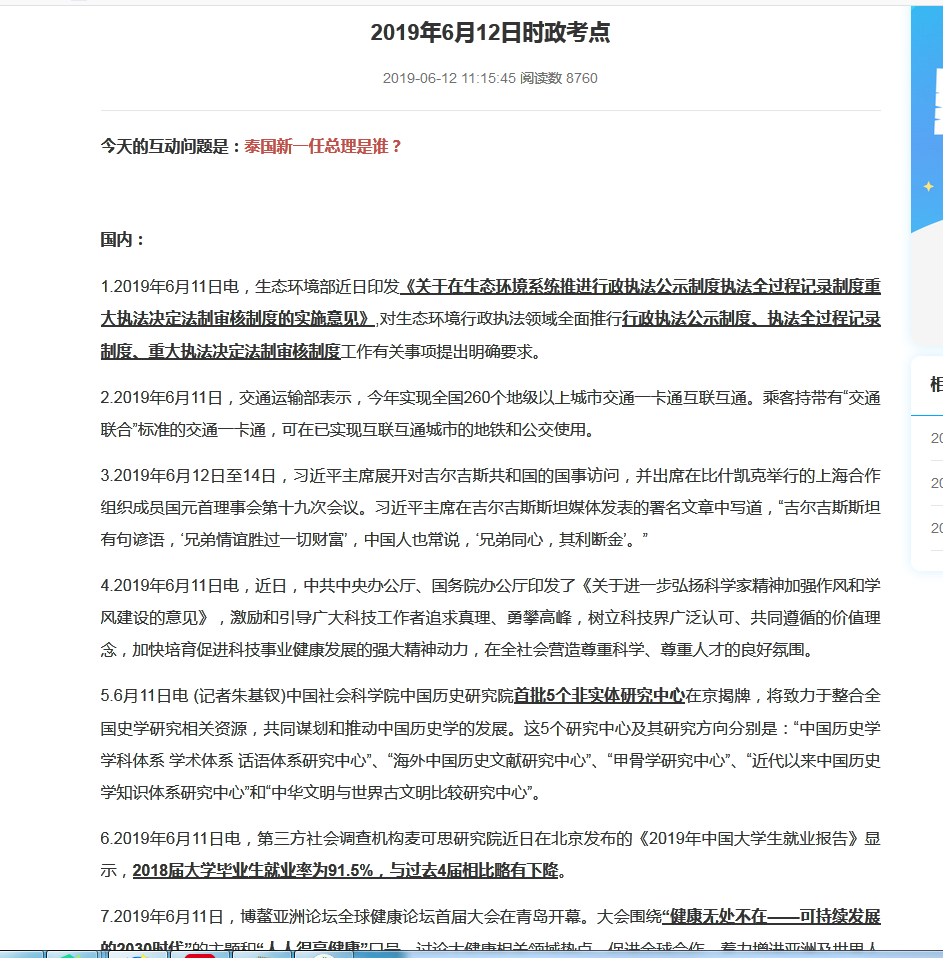 2019年6月12日时政考点
2019-06-12 11:15:45 阅读数 8760
今天的互动问题是：泰国新一任总理是谁？
国内：
1.2019年6月11日电，生态环境部近日印发《关于在生态环境系统推进行政执法公示制度执法全过程记录制度重
大执法决定法制审核制度的实施意见》,对生态环境行政执法领域全面推行行政执法公示制度、执法全过程记录
制度、重大执法决定法制审核制度工作有关事项提出明确要求。
2.2019年6月11日，交通运输部表示，今年实现全国260个地级以上城市交通一卡通互联互通。乘客持带有“交通
联合”标准的交通一卡通，可在已实现互联互通城市的地铁和公交使用。
3.2019年6月12日至14日，习近平主席展开对吉尔吉斯共和国的国事访问，并出席在比什凯克举行的上海合作
组织成员国元首理事会第十九次会议。习近平主席在吉尔吉斯斯坦媒体发表的署名文章中写道，“吉尔吉斯斯坦
有句谚语，‘兄弟情谊胜过一切财富’，中国人也常说，‘兄弟同心，其利断金’。”
4.2019年6月11日电，近日，中共中央办公厅、国务院办公厅印发了《关于进一步弘扬科学家精神加强作风和学
风建设的意见》，激励和引导广大科技工作者追求真理、勇攀高峰，树立科技界广泛认可、共同遵循的价值理
念，加快培育促进科技事业健康发展的强大精神动力，在全社会营造尊重科学、尊重人才的良好氛围。
5.6月11日电 (记者朱基钗)中国社会科学院中国历史研究院首批5个非实体研究中心在京揭牌，将致力于整合全
国史学研究相关资源，共同谋划和推动中国历史学的发展。这5个研究中心及其研究方向分别是：“中国历史学
学科体系 学术体系 话语体系研究中心”、“海外中国历史文献研究中心”、“甲骨学研究中心”、“近代以来中国历史
学知识体系研究中心”和“中华文明与世界古文明比较研究中心”。
6.2019年6月11日电，第三方社会调查机构麦可思研究院近日在北京发布的《2019年中国大学生就业报告》显
示，2018届大学毕业生就业率为91.5%，与过去4届相比略有下降。
7.2019年6月11日，博鳌亚洲论坛全球健康论坛首届大会在青岛开幕。大会围绕“健康无处不在——可持续发展
的2030时代”的主题和“人人得享健康”口号，讨论大健康相关领域热点，促进全球合作，着力增进亚洲及世界人
相
20
20
20